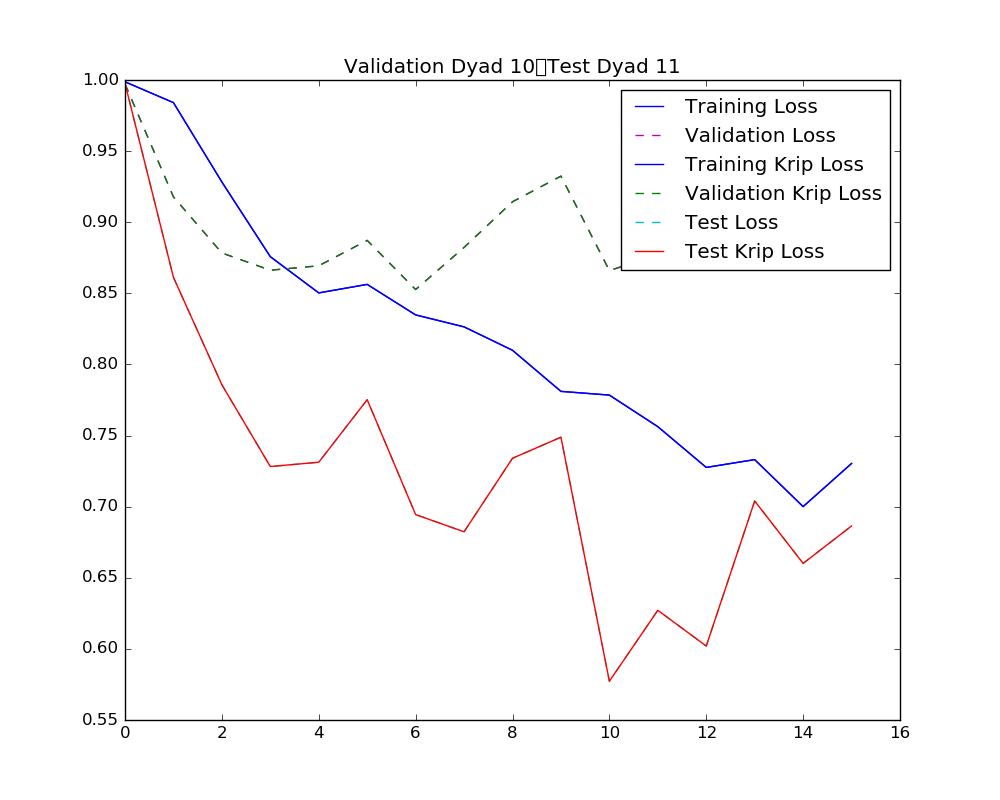 Validation Dyad 10▯Test Dyad 11
1.00
0.95
0.90
0.85
0.80
0.75
0.70
0.65
0.60
0.55
0 2 4 6 8 10 12 14 16
Training Loss
Validation Loss
Training Krip Loss
Validation Krip Loss
Test Loss
Test Krip Loss